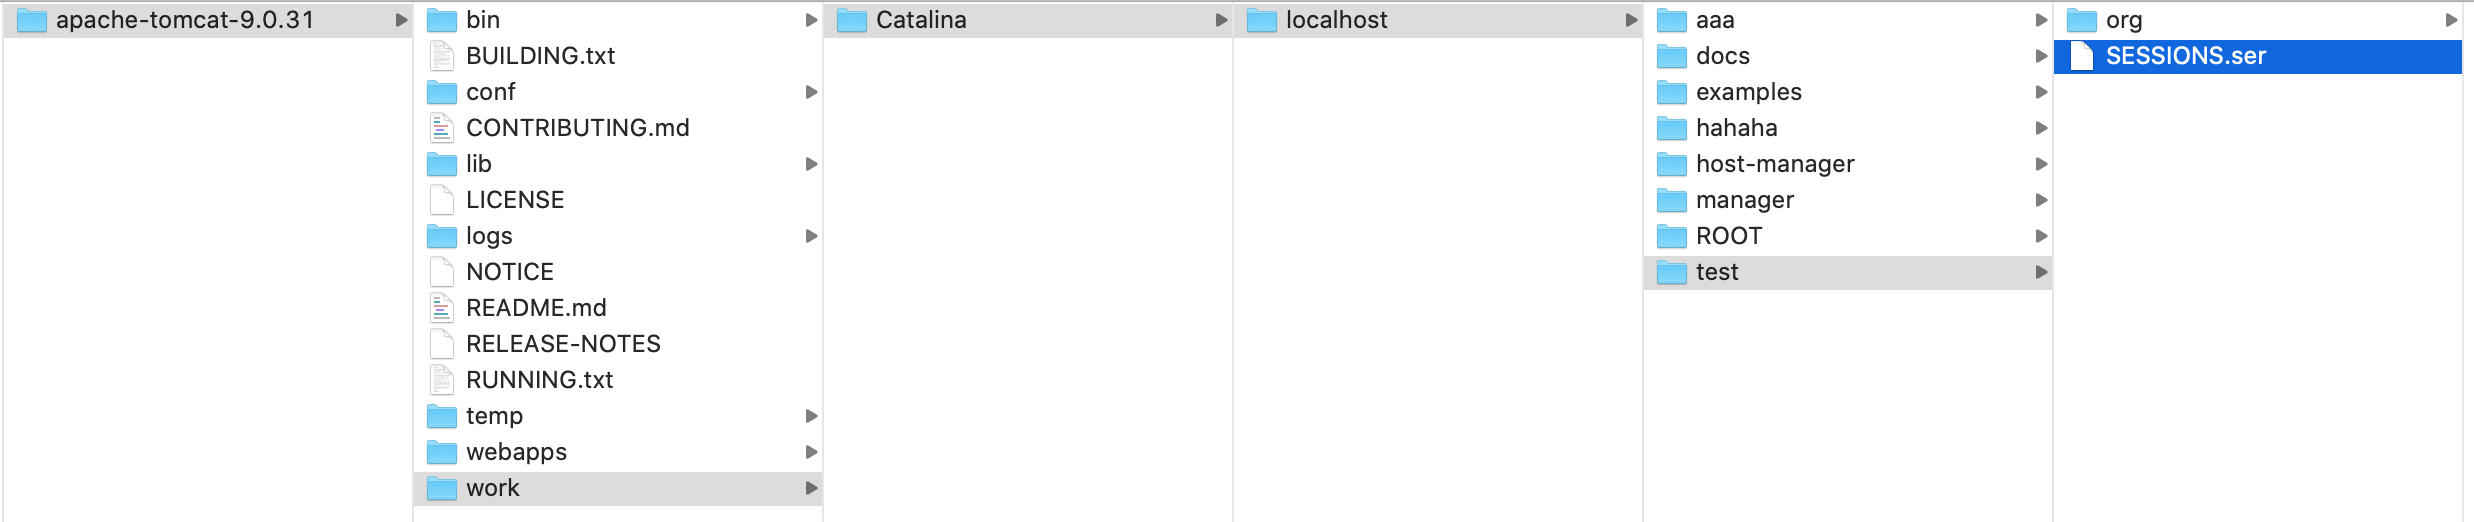 apache-tomcat-9.0.31
bin
BUILDING.txt
conf
CONTRIBUTING.md
lib
LICENSE
logs
NOTICE
README.md
RELEASE-NOTES
RUNNING.txt
temp
webapps
work
Catalina
localhost
aaa
docs
examples
hahaha
host-manager
manager
ROOT
test
org
SESSIONS.ser